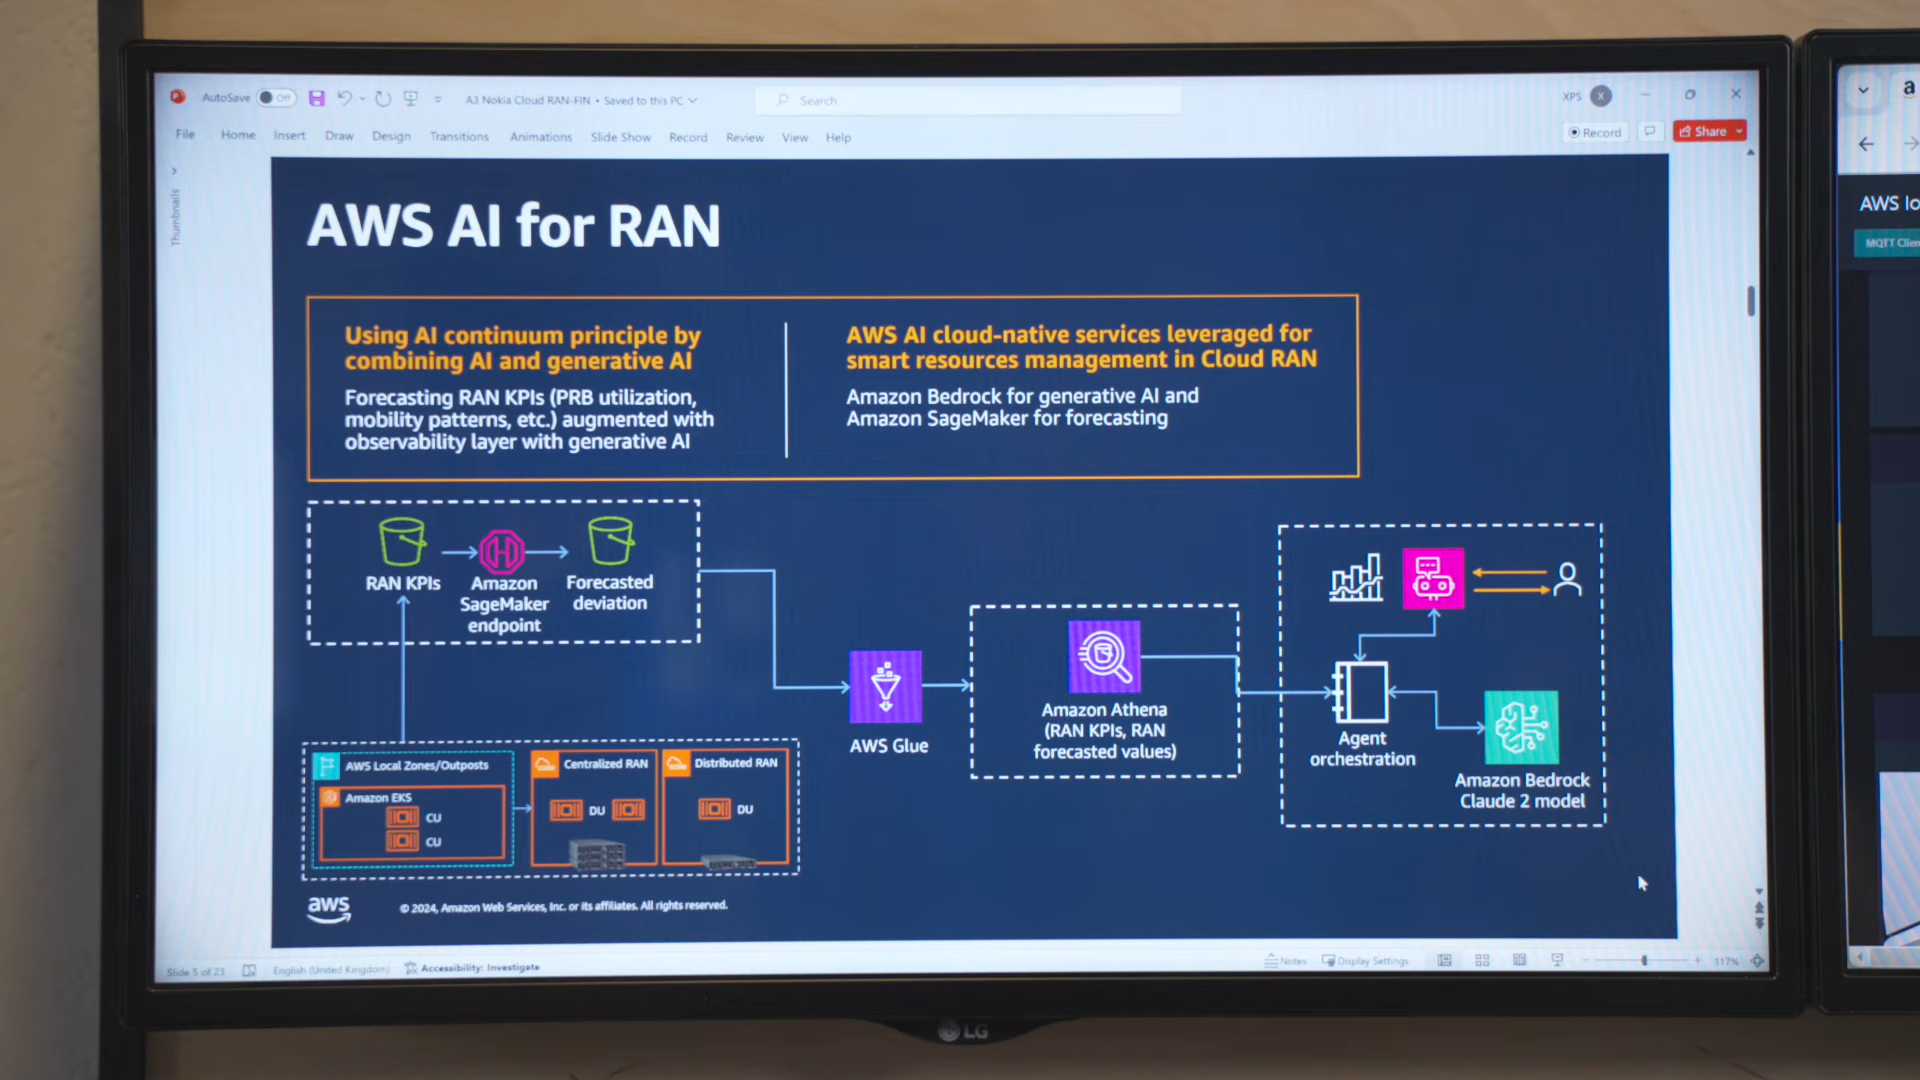 AutoSave Off
A3 Nokia Cloud RAN-FIN • Saved to this PC
Search
XPS X
File Home Insert Draw Design Transitions Animations Slide Show Record Review View Help
Record
Share
Thumbnails
AWS AI for RAN
Using AI continuum principle by
combining AI and generative AI
Forecasting RAN KPIs (PRB utilization,
mobility patterns, etc.) augmented with
observability layer with generative AI
AWS AI cloud-native services leveraged for
smart resources management in Cloud RAN
Amazon Bedrock for generative AI and
Amazon SageMaker for forecasting
RAN KPIs
Amazon
SageMaker
endpoint
Forecasted
deviation
AWS Glue
Amazon Athena
(RAN KPIs, RAN
forecasted values)
Agent
orchestration
Amazon Bedrock
Claude 2 model
AWS Local Zones/Outposts
Amazon EKS
CU
CU
Centralized RAN
DU
Distributed RAN
DU
aws
© 2024, Amazon Web Services, Inc. or its affiliates. All rights reserved.
Slide 5 of 23
English (United Kingdom)
Accessibility: Investigate
Notes
Display Settings
117%
LG
a
AWS Io
MQTT Clien